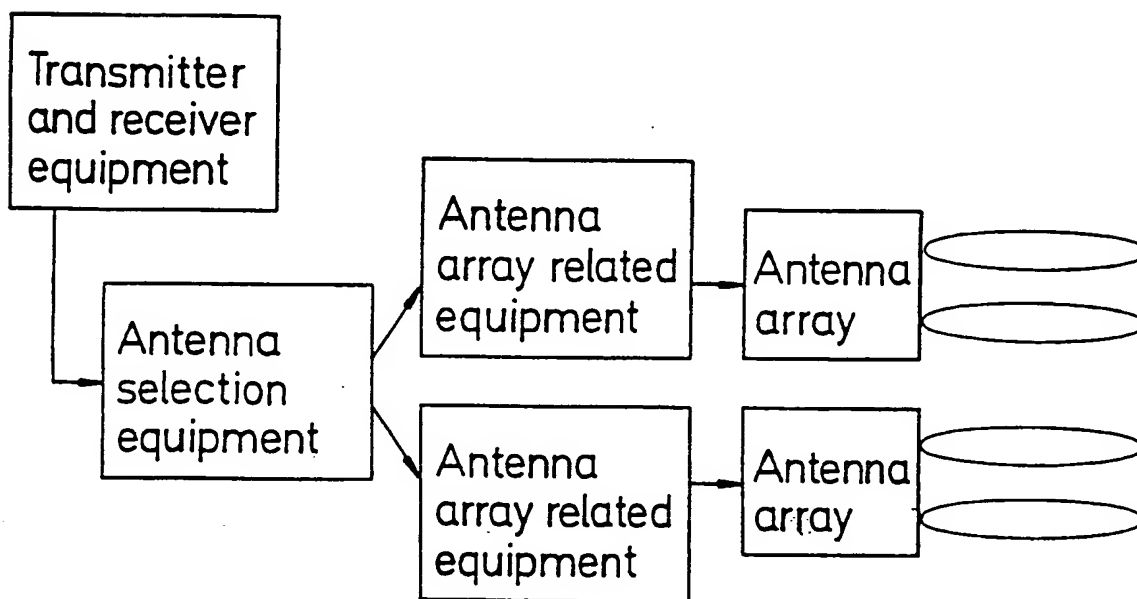 Transmitter
and receiver
equipment
Antenna
selection
equipment
Antenna
array related
equipment
Antenna
array
Antenna
array related
equipment
Antenna
array